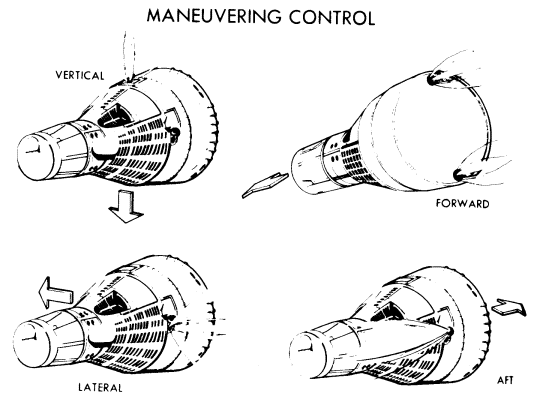 MANEUVERING CONTROL
VERTICAL
FORWARD
LATERAL
AFT